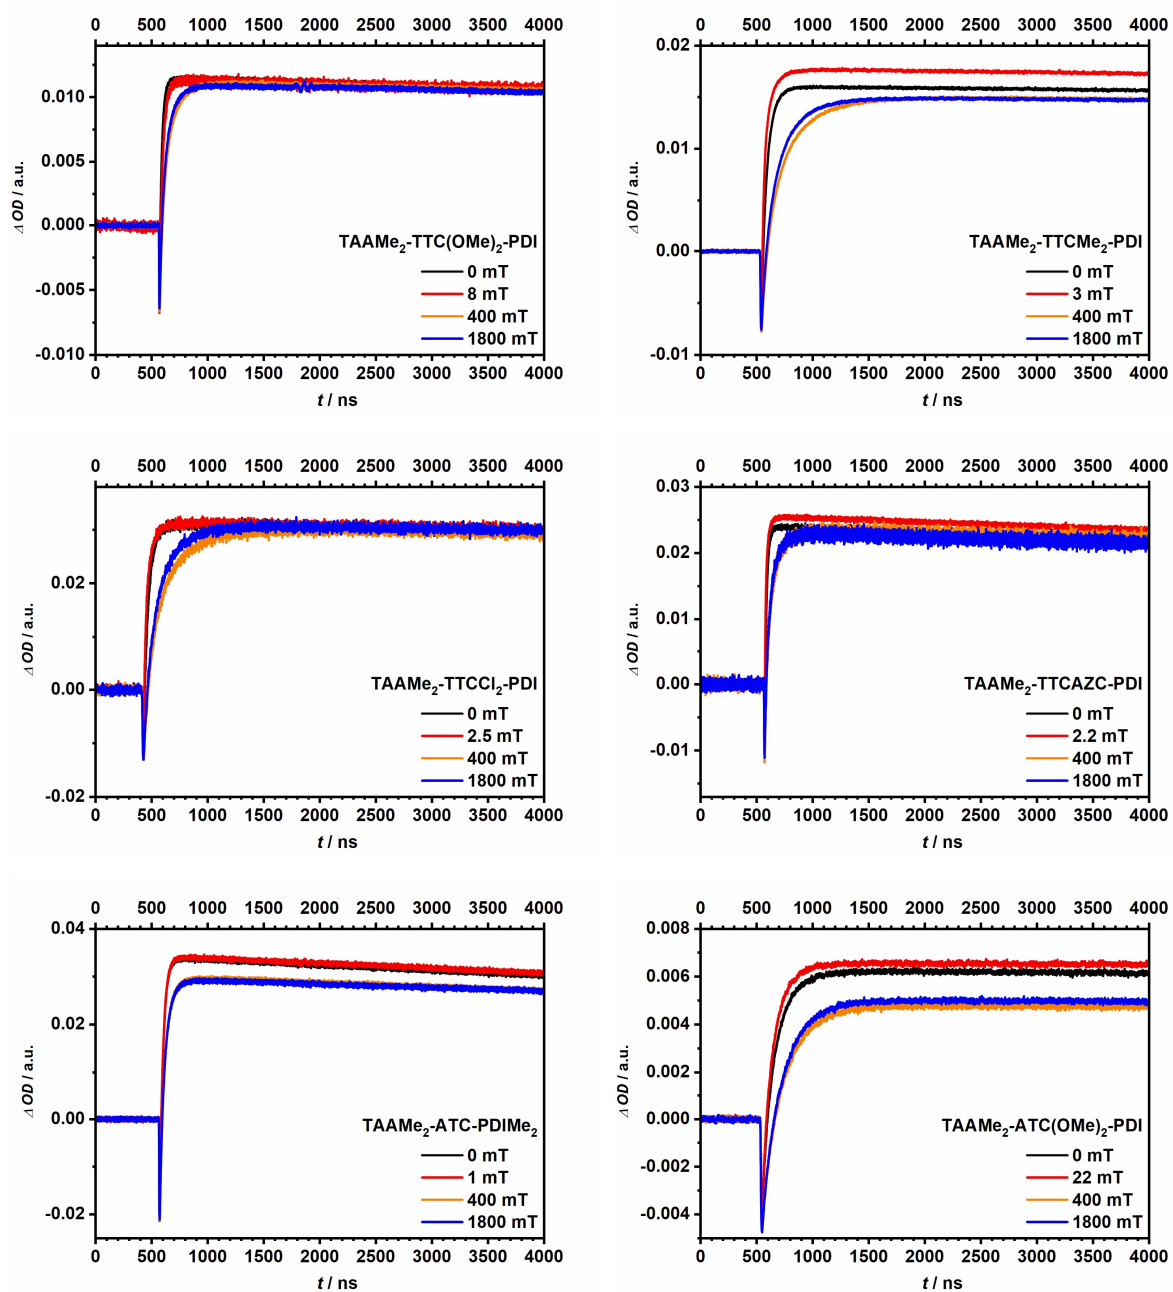 0 500 1000 1500 2000 2500 3000 3500 4000
0.010
0.005
0.000
-0.005
-0.010
Δ OD / a.u.
TAAMe₂-TTC(OMe)₂-PDI
0 mT
8 mT
400 mT
1800 mT
0 500 1000 1500 2000 2500 3000 3500 4000
t / ns
0 500 1000 1500 2000 2500 3000 3500 4000
0.02
0.01
0.00
-0.01
Δ OD / a.u.
TAAMe₂-TTCMe₂-PDI
0 mT
3 mT
400 mT
1800 mT
0 500 1000 1500 2000 2500 3000 3500 4000
t / ns
0 500 1000 1500 2000 2500 3000 3500 4000
0.02
0.00
-0.02
Δ OD / a.u.
TAAMe₂-TTCCl₂-PDI
0 mT
2.5 mT
400 mT
1800 mT
0 500 1000 1500 2000 2500 3000 3500 4000
t / ns
0 500 1000 1500 2000 2500 3000 3500 4000
0.03
0.02
0.01
0.00
-0.01
Δ OD / a.u.
TAAMe₂-TTCAZC-PDI
0 mT
2.2 mT
400 mT
1800 mT
0 500 1000 1500 2000 2500 3000 3500 4000
t / ns
0 500 1000 1500 2000 2500 3000 3500 4000
0.04
0.02
0.00
-0.02
Δ OD / a.u.
TAAMe₂-ATC-PDIMe₂
0 mT
1 mT
400 mT
1800 mT
0 500 1000 1500 2000 2500 3000 3500 4000
t / ns
0 500 1000 1500 2000 2500 3000 3500 4000
0.008
0.006
0.004
0.002
0.000
-0.002
-0.004
Δ OD / a.u.
TAAMe₂-ATC(OMe)₂-PDI
0 mT
22 mT
400 mT
1800 mT
0 500 1000 1500 2000 2500 3000 3500 4000
t / ns